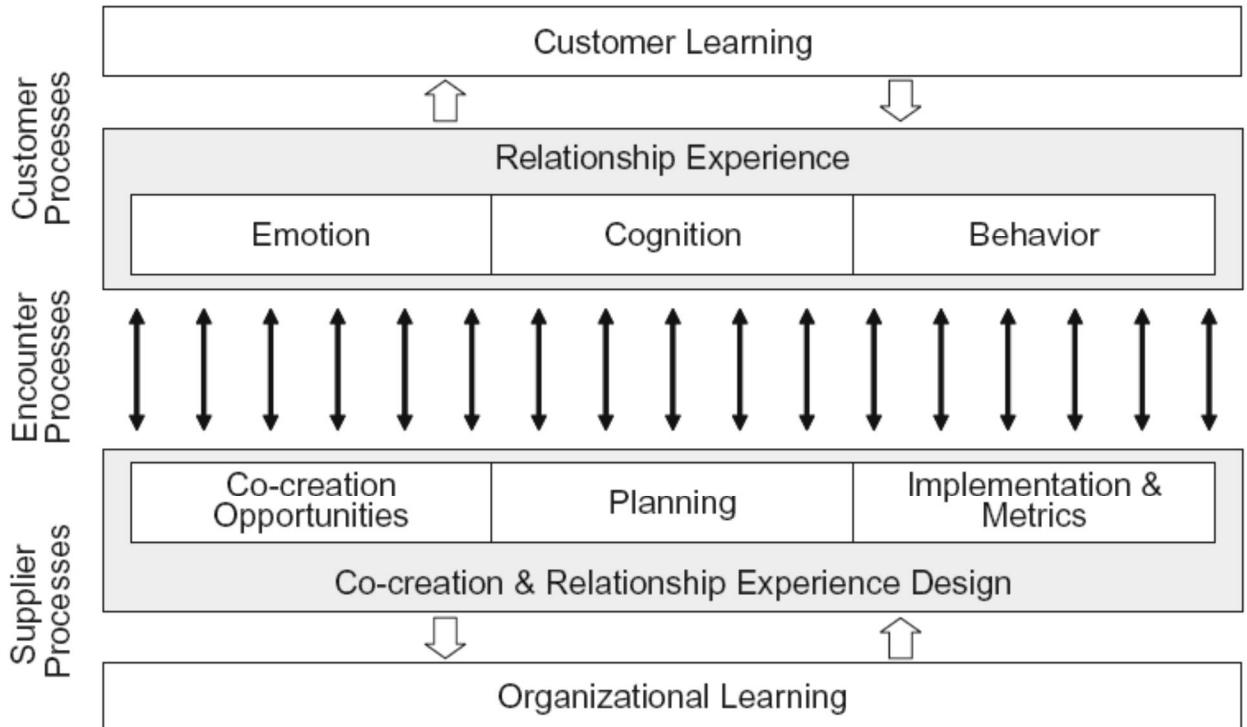 Customer Learning
Customer
Processes
Relationship Experience
Emotion
Cognition
Behavior
Encounter
Processes
Co-creation
Opportunities
Planning
Implementation &
Metrics
Supplier
Processes
Co-creation & Relationship Experience Design
Organizational Learning